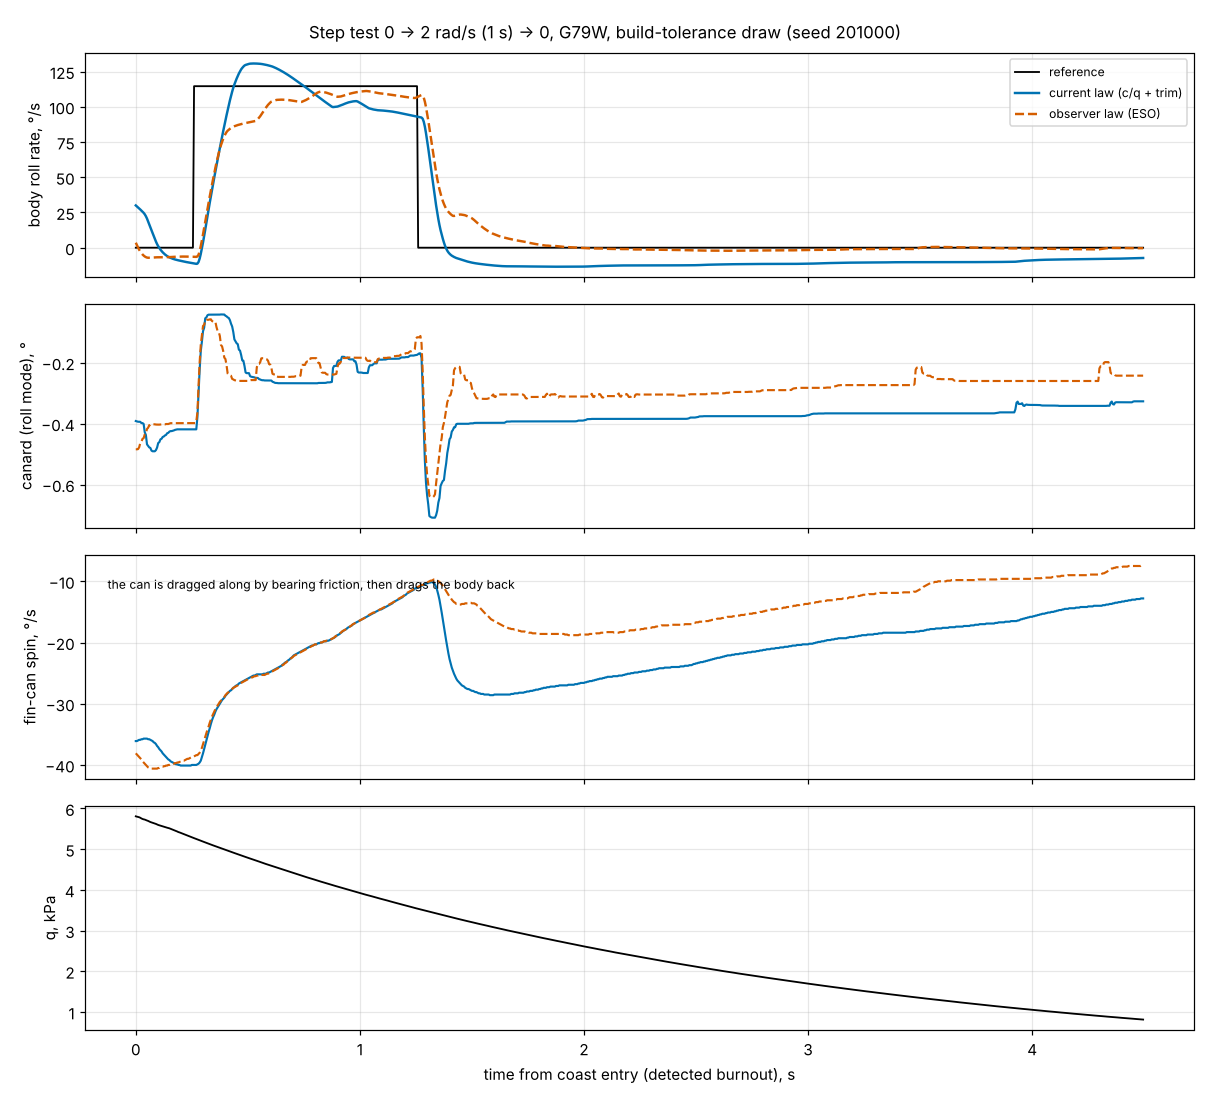 Step test 0 → 2 rad/s (1 s) → 0, G79W, build-tolerance draw (seed 201000)
body roll rate, °/s
125
100
75
50
25
0
reference
current law (c/q + trim)
observer law (ESO)
canard (roll mode), °
−0.2
−0.4
−0.6
fin-can spin, °/s
−10
−20
−30
−40
the can is dragged along by bearing friction, then drags the body back
q, kPa
6
5
4
3
2
1
0 1 2 3 4
time from coast entry (detected burnout), s